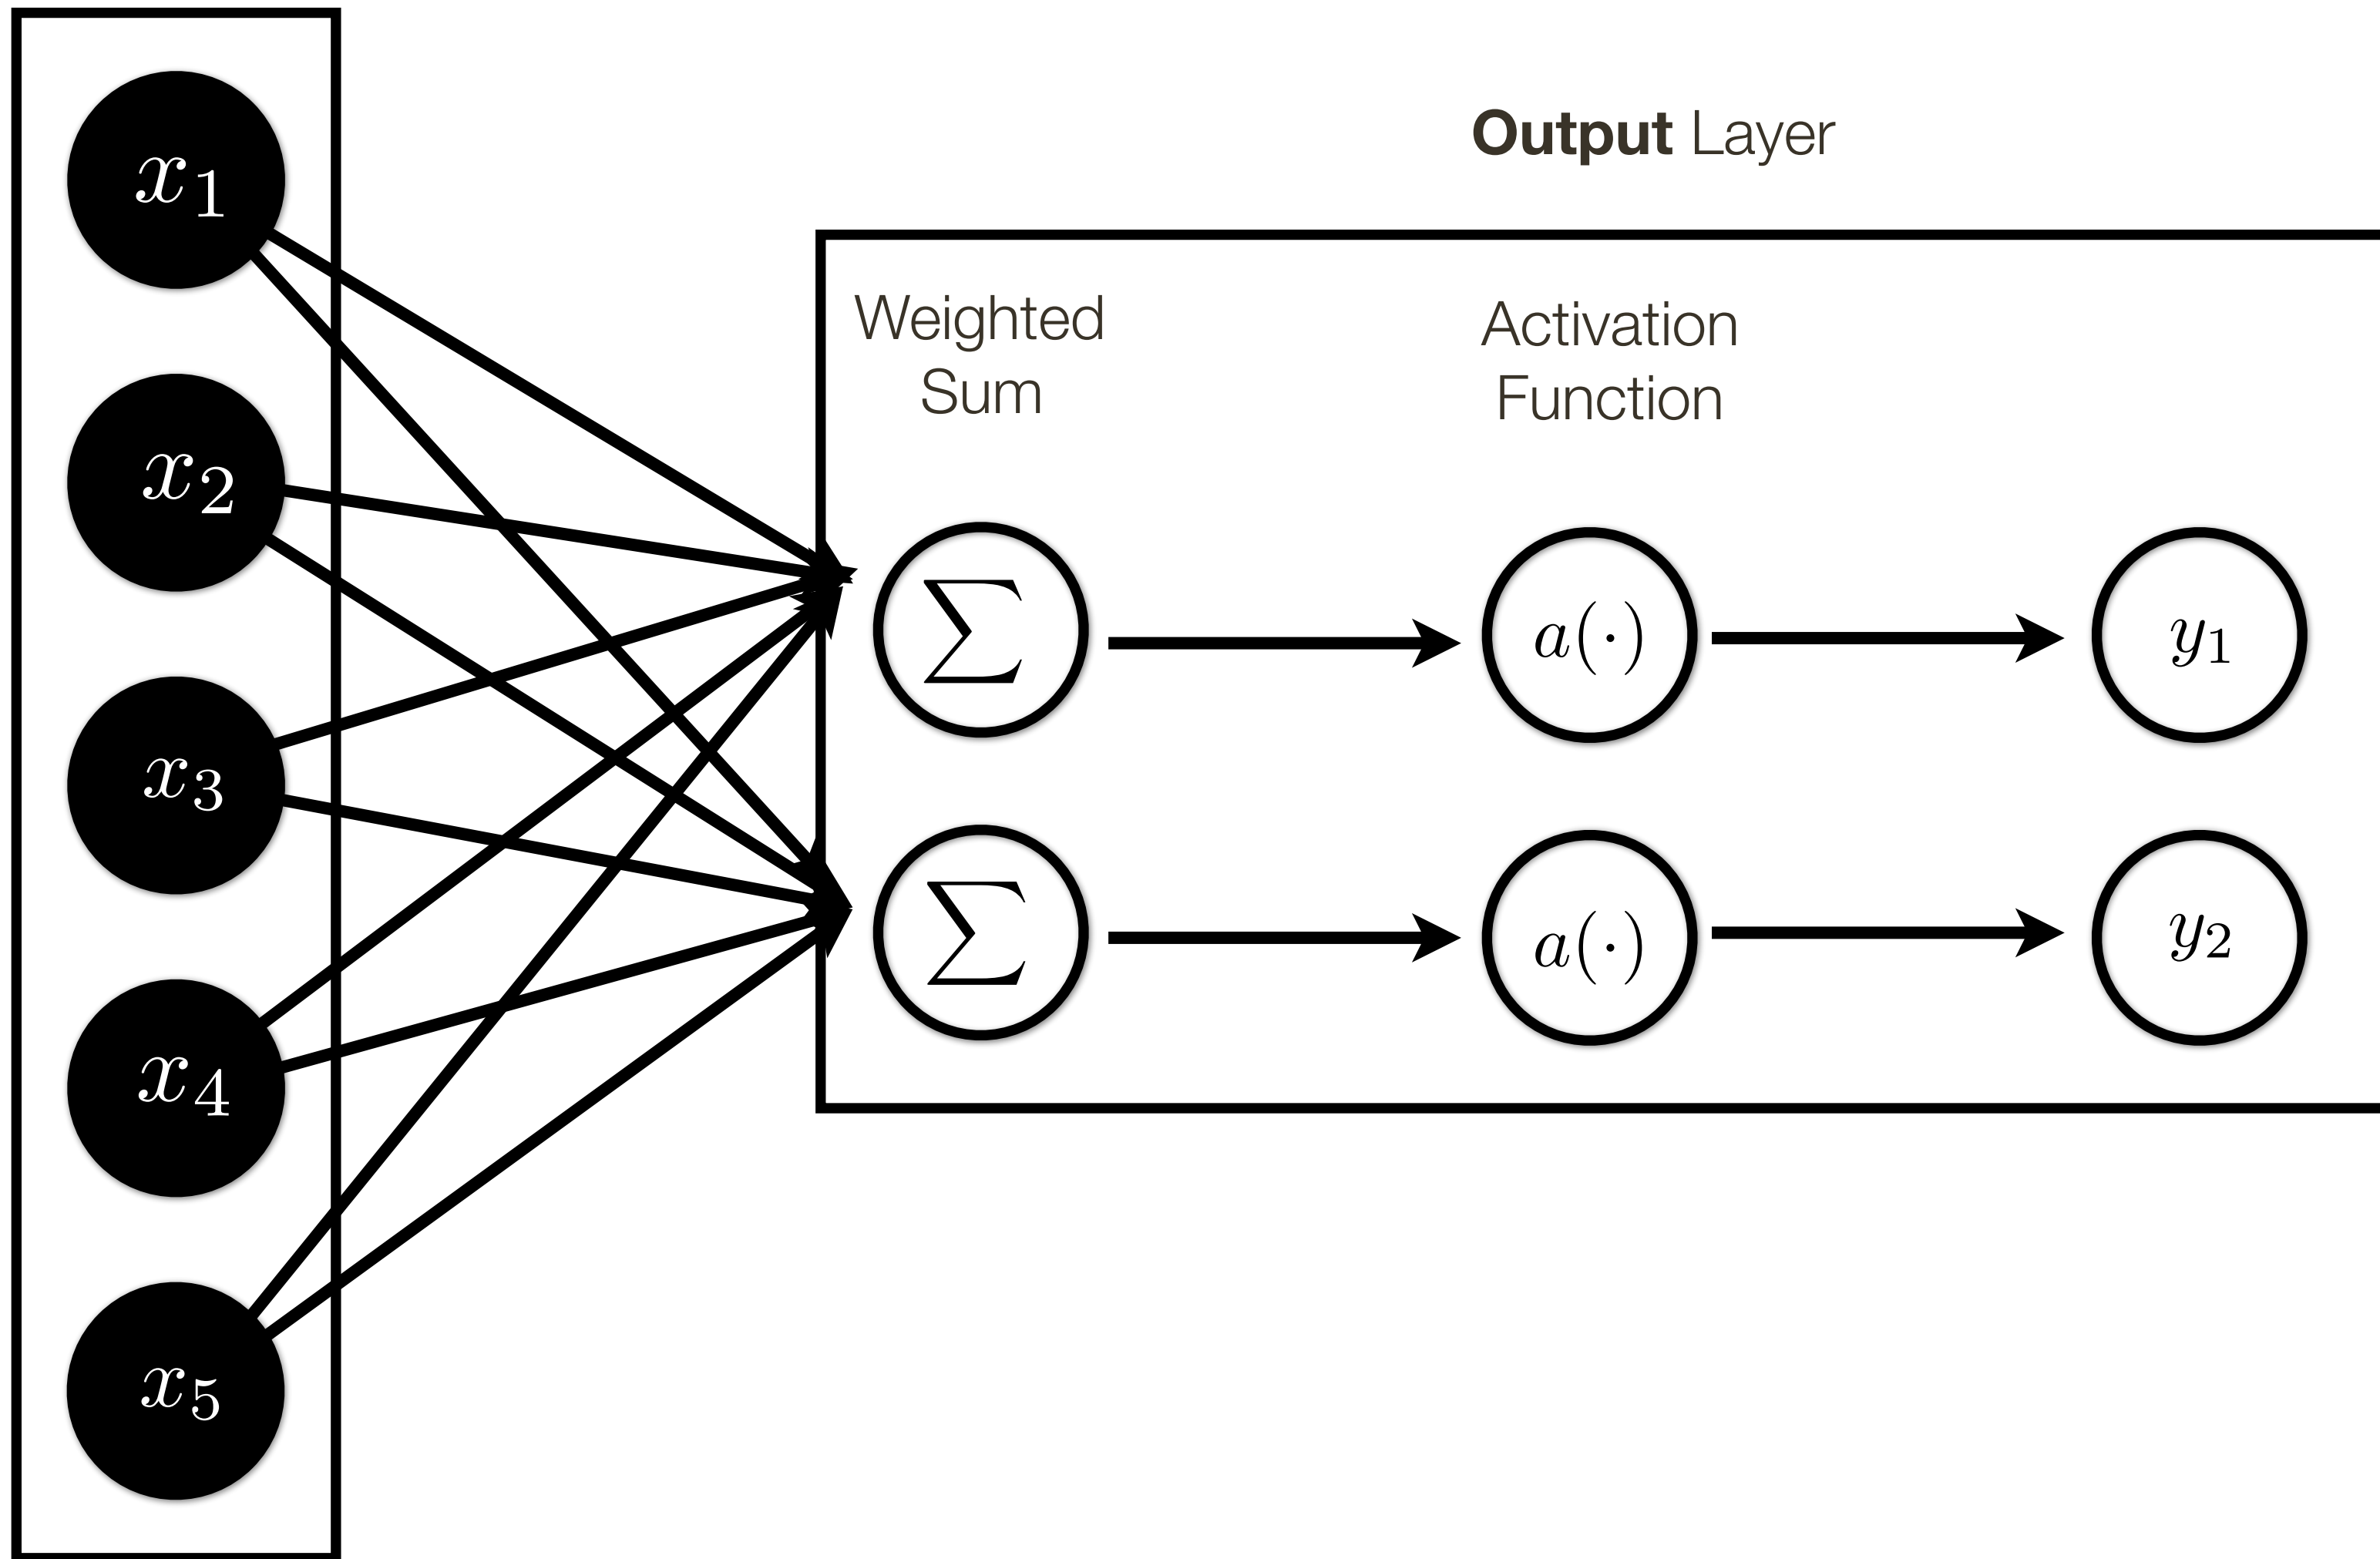 x1
x2
x3
x4
x5
Output Layer
Weighted
Sum
Activation
Function
∑
a(·)
y1
∑
a(·)
y2